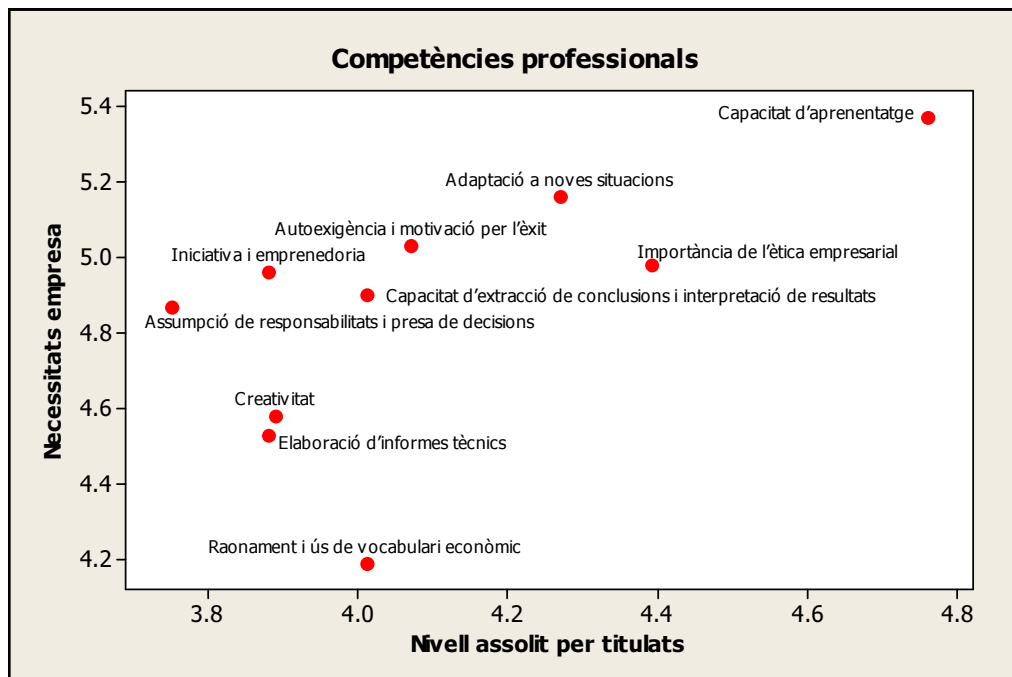 Competències professionals
5.4
Capacitat d'aprenentatge
5.2
Adaptació a noves situacions
Autoexigència i motivació per l'èxit
5.0
Iniciativa i emprenedoria
Importància de l'ètica empresarial
Capacitat d'extracció de conclusions i interpretació de resultats
4.8
Assumpció de responsabilitats i presa de decisions
Necessitats empresa
4.6
Creativitat
Elaboració d'informes tècnics
4.4
4.2
Raonament i ús de vocabulari econòmic
3.8 4.0 4.2 4.4 4.6 4.8
Nivell assolit per titulats